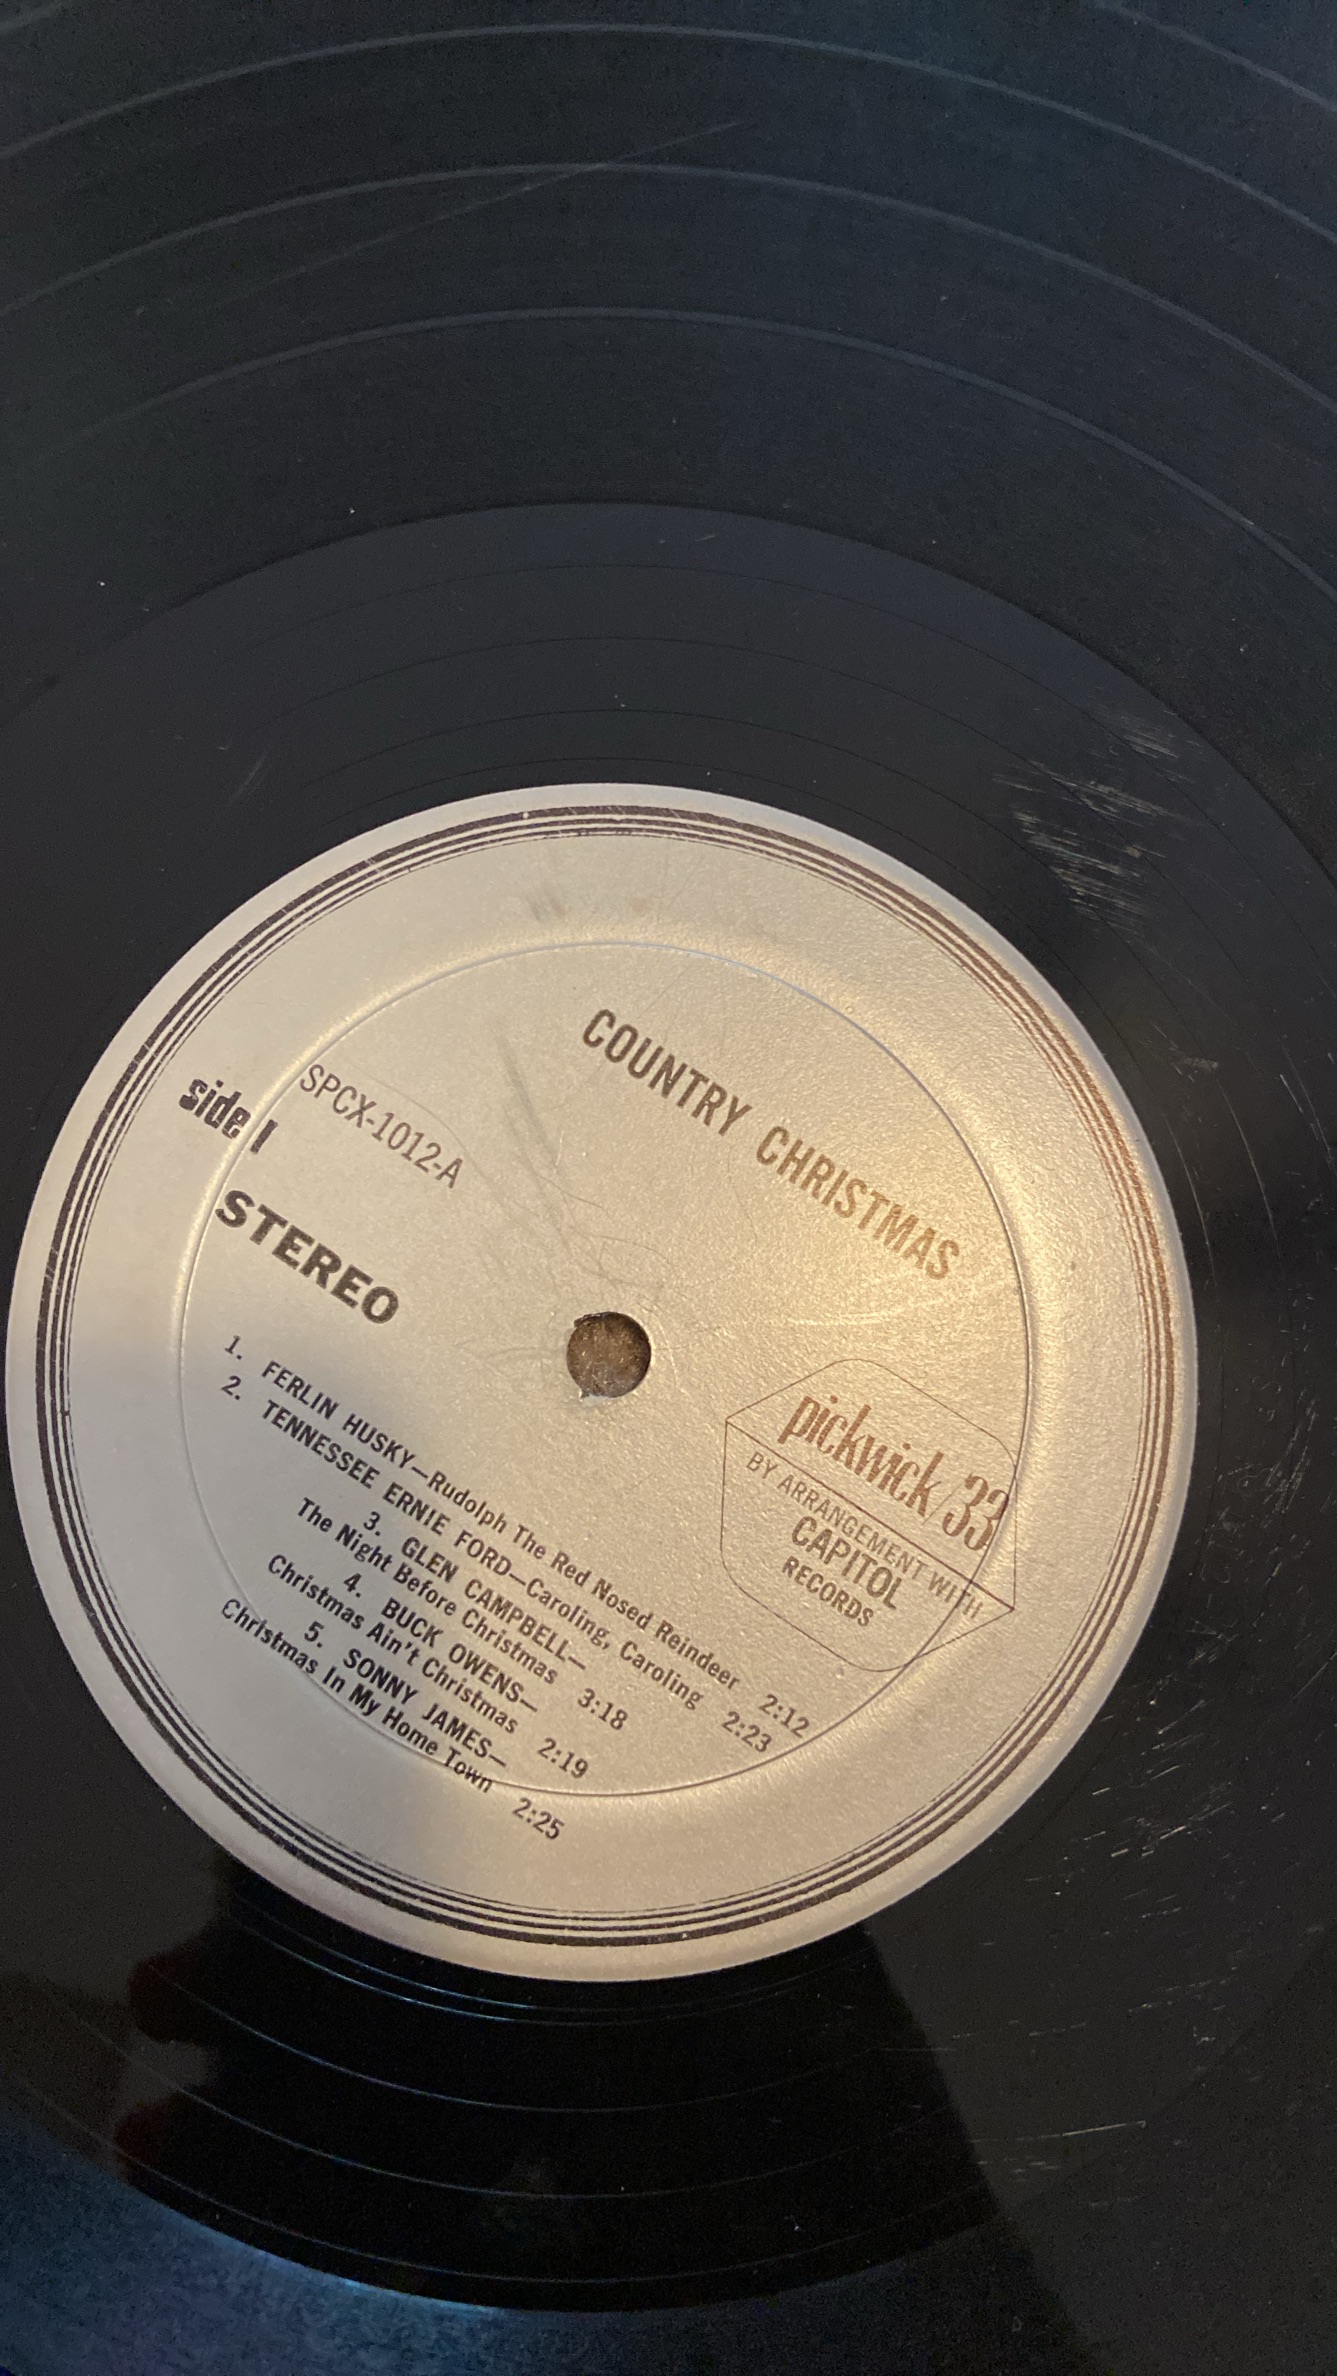 COUNTRY CHRISTMAS
SPCX-1012-A
side 1
STEREO
pickwick/33
BY ARRANGEMENT WITH
CAPITOL
RECORDS
1. FERLIN HUSKY—Rudolph The Red Nosed Reindeer 2:12
2. TENNESSEE ERNIE FORD—Caroling, Caroling 2:23
3. GLEN CAMPBELL—
The Night Before Christmas 3:18
4. BUCK OWENS—
Christmas Ain't Christmas 2:19
5. SONNY JAMES—
Christmas In My Home Town 2:25